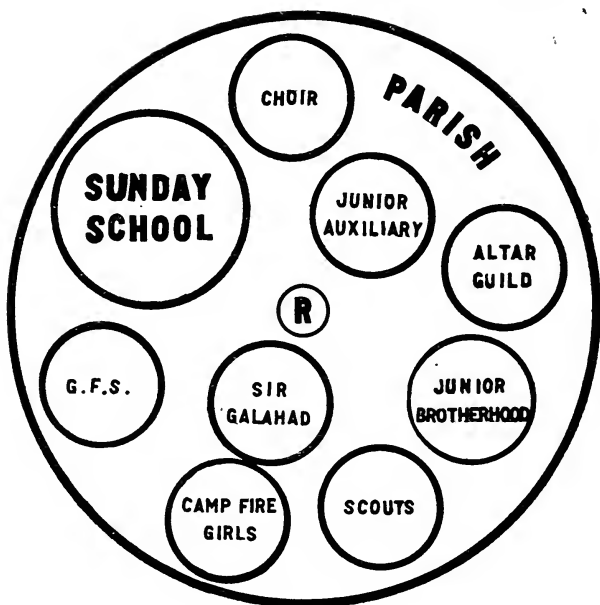 CHOIR
PARISH
SUNDAY
SCHOOL
JUNIOR
AUXILIARY
ALTAR
GUILD
R
G.F.S.
SIR
GALAHAD
JUNIOR
BROTHERHOOD
CAMP FIRE
GIRLS
SCOUTS